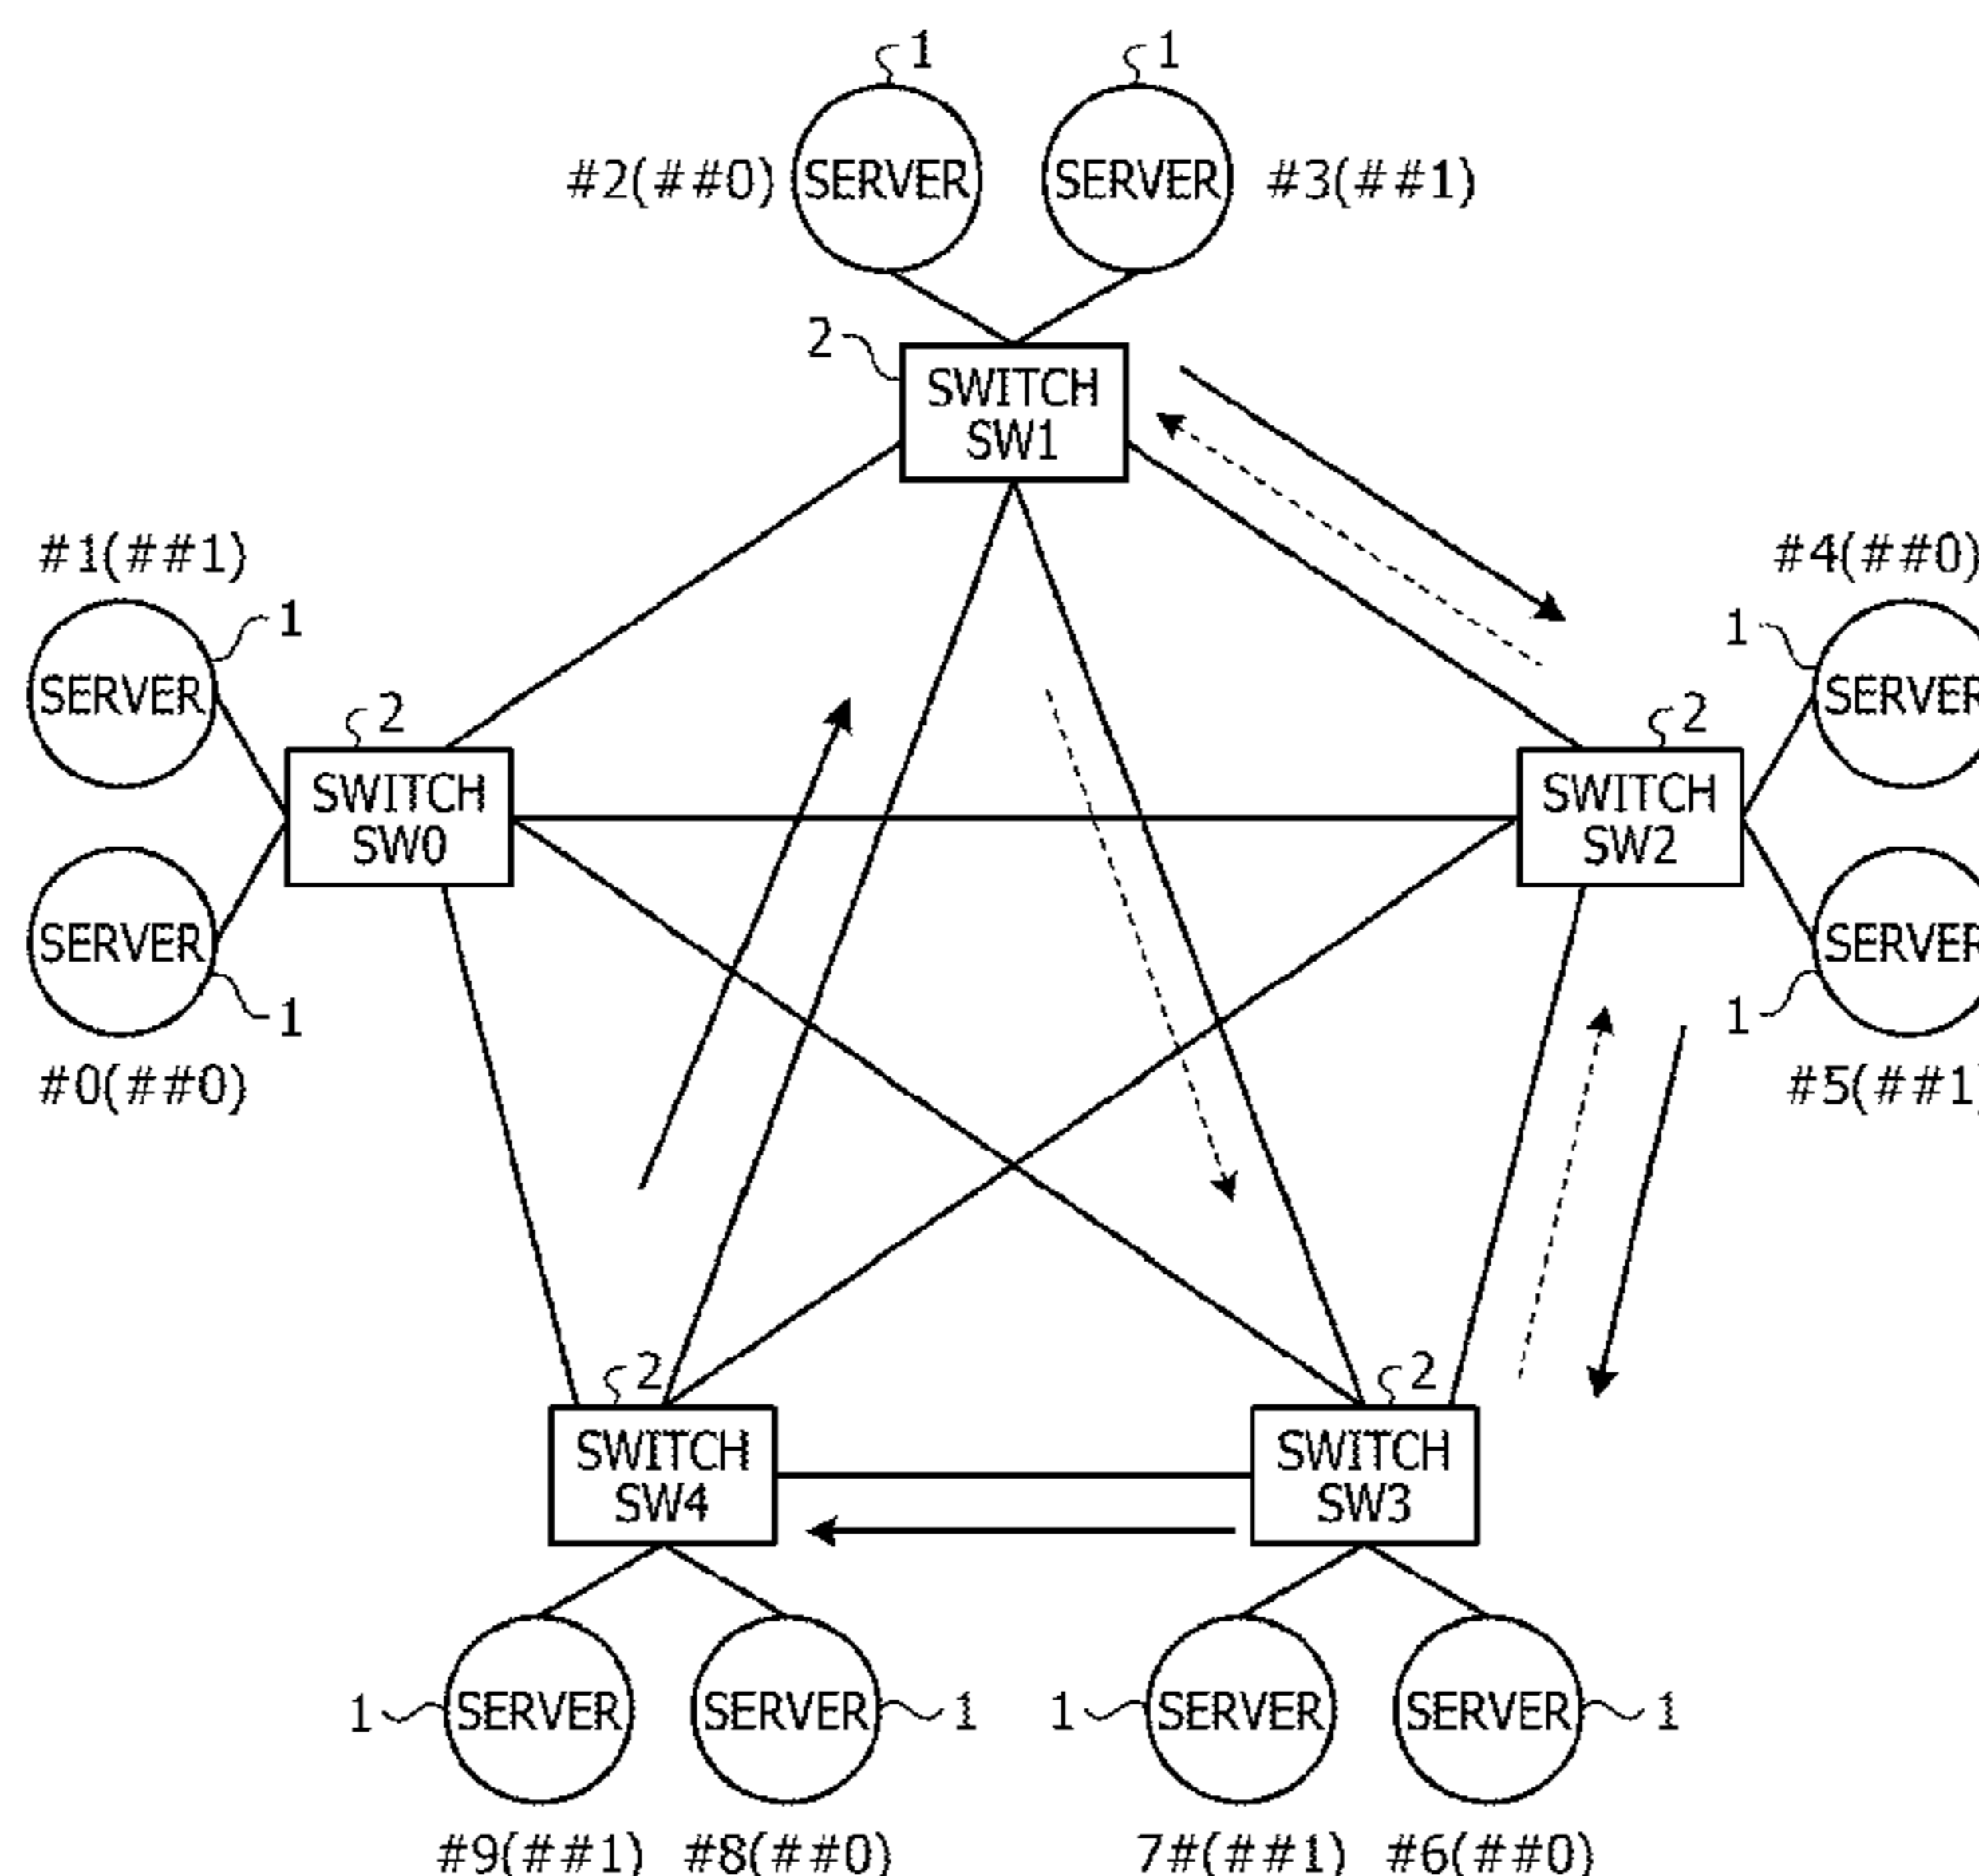 1
1
#2(##0)
SERVER
SERVER
#3(##1)
2
SWITCH
SW1
#1(##1)
1
SERVER
2
SWITCH
SW0
SERVER
1
#0(##0)
#4(##0)
1
SERVER
2
SWITCH
SW2
SERVER
1
#5(##1)
2
SWITCH
SW4
2
SWITCH
SW3
1
SERVER
SERVER
1
1
SERVER
SERVER
1
#9(##1)
#8(##0)
7#(##1)
#6(##0)